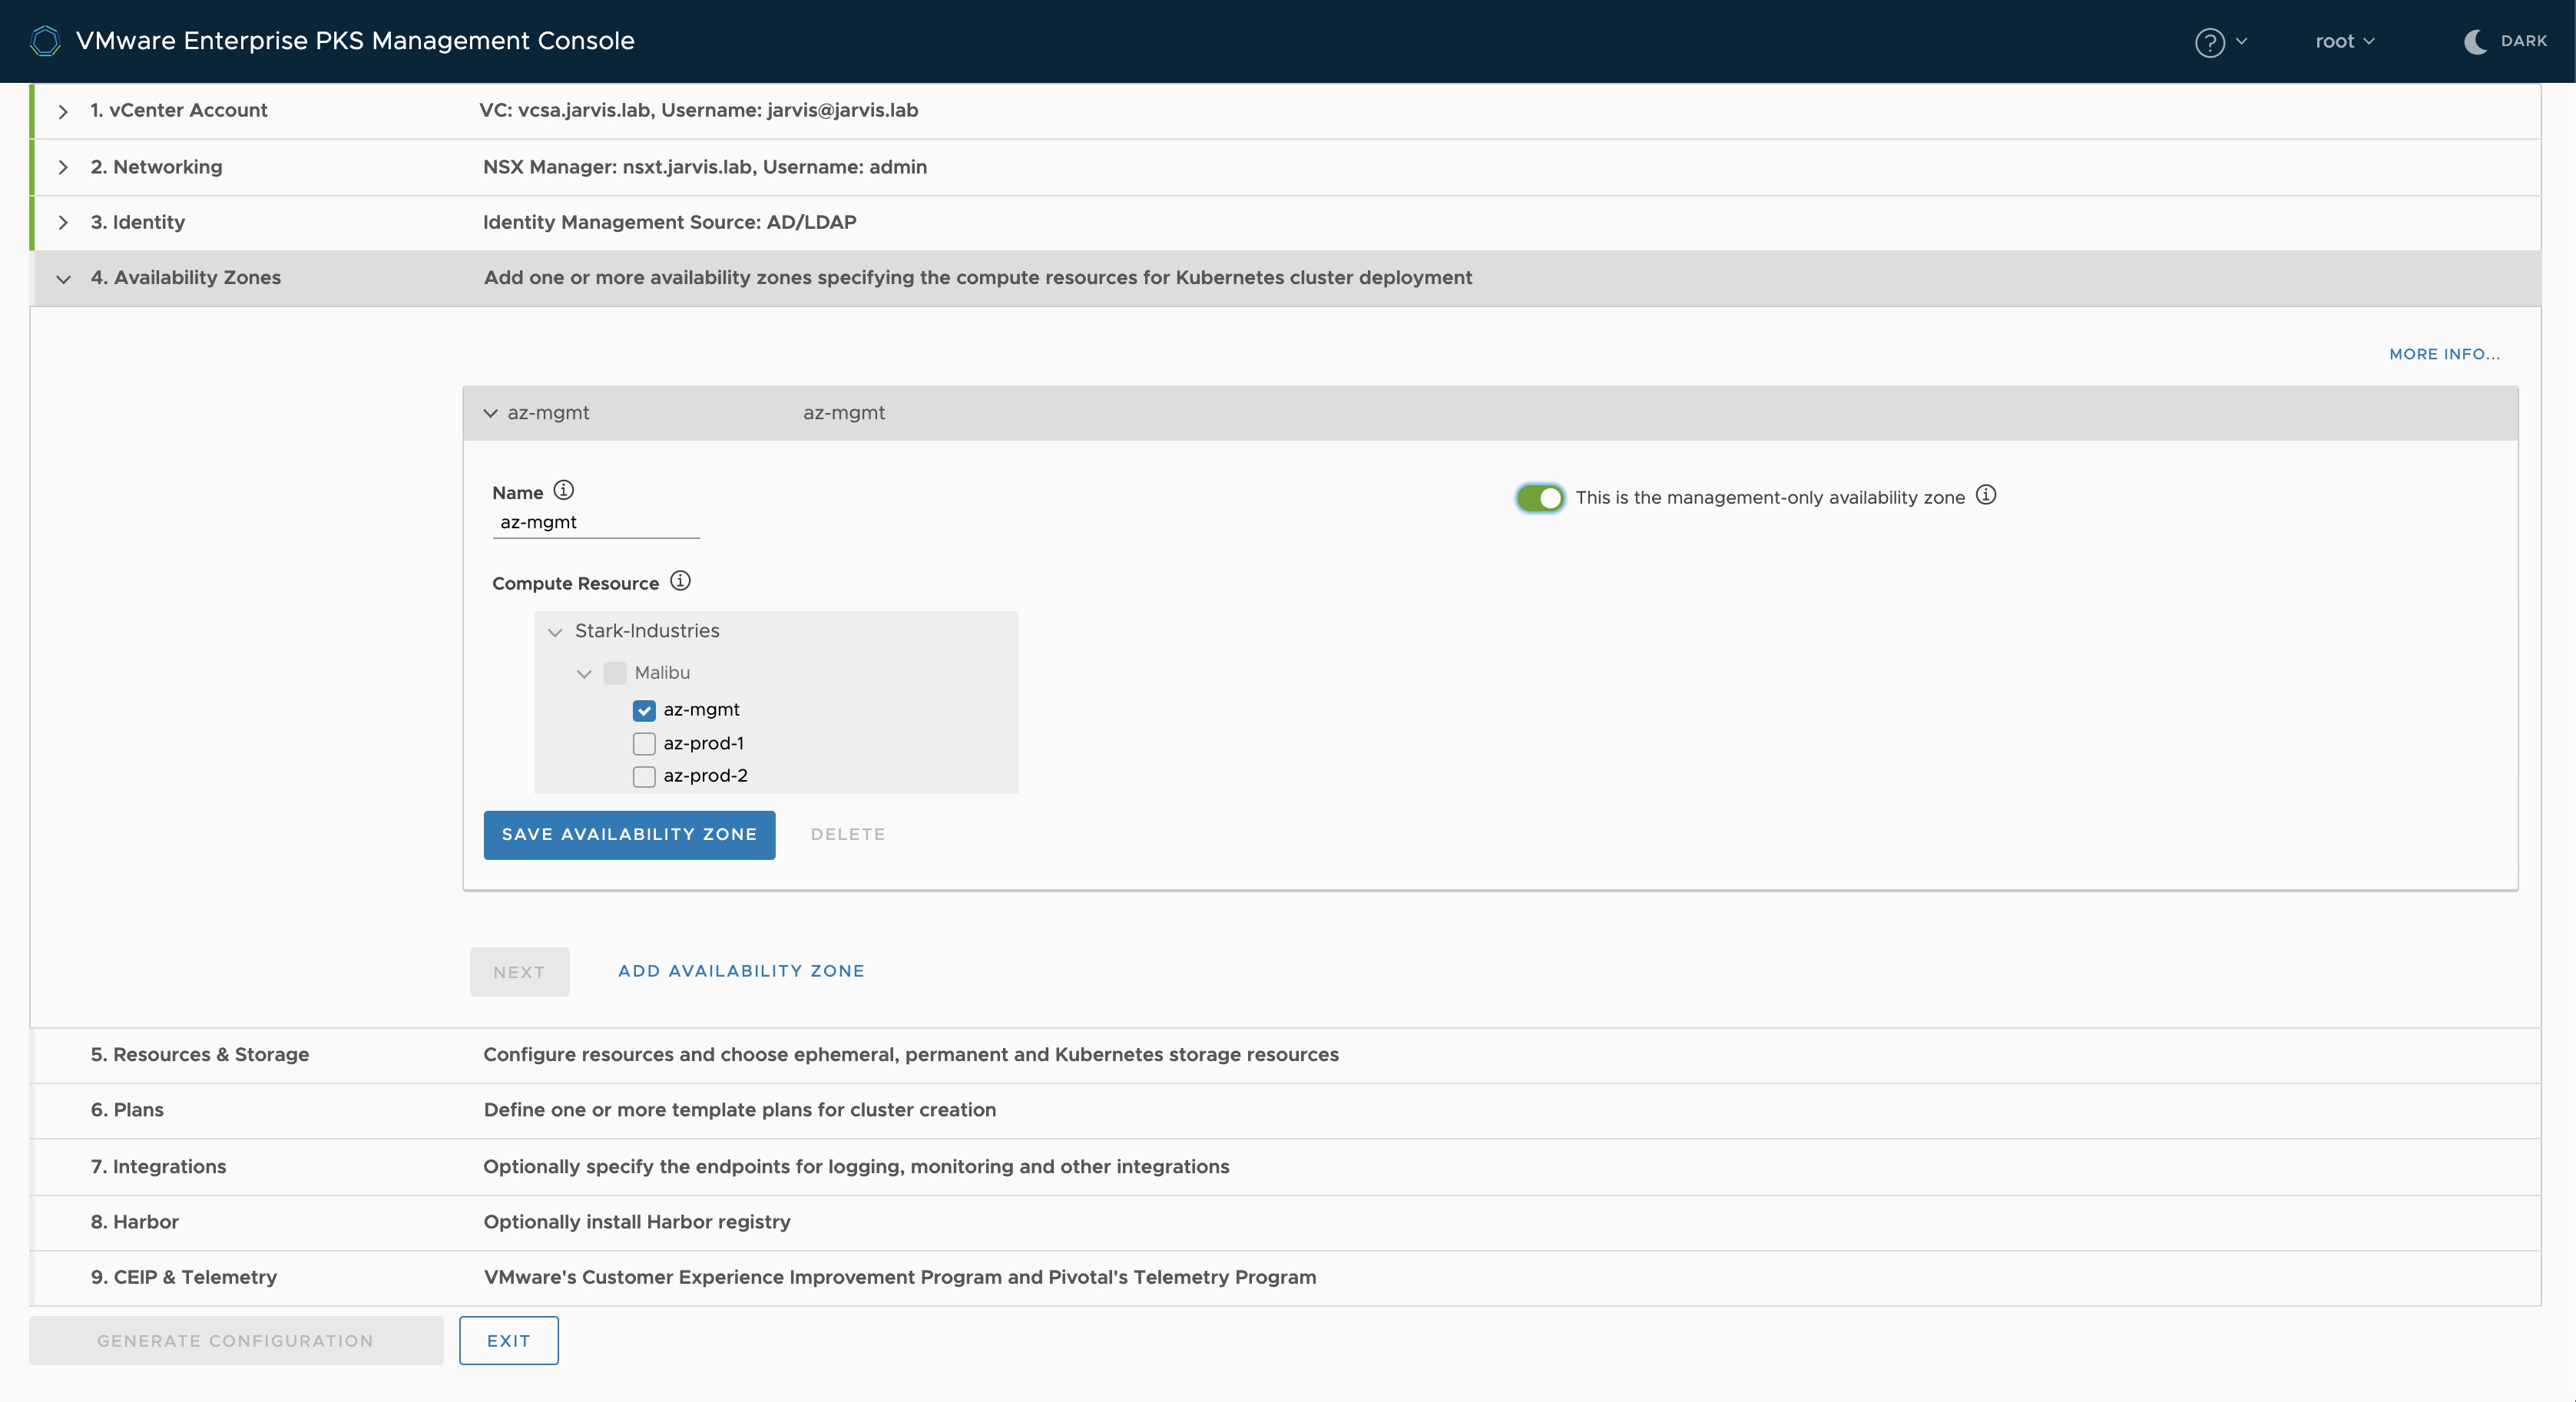 VMware Enterprise PKS Management Console
root
DARK
1. vCenter Account VC: vcsa.jarvis.lab, Username: jarvis@jarvis.lab
2. Networking NSX Manager: nsxt.jarvis.lab, Username: admin
3. Identity Identity Management Source: AD/LDAP
4. Availability Zones Add one or more availability zones specifying the compute resources for Kubernetes cluster deployment
MORE INFO...
az-mgmt az-mgmt
Name
This is the management-only availability zone
az-mgmt
Compute Resource
Stark-Industries
Malibu
az-mgmt
az-prod-1
az-prod-2
SAVE AVAILABILITY ZONE DELETE
NEXT ADD AVAILABILITY ZONE
5. Resources & Storage Configure resources and choose ephemeral, permanent and Kubernetes storage resources
6. Plans Define one or more template plans for cluster creation
7. Integrations Optionally specify the endpoints for logging, monitoring and other integrations
8. Harbor Optionally install Harbor registry
9. CEIP & Telemetry VMware's Customer Experience Improvement Program and Pivotal's Telemetry Program
GENERATE CONFIGURATION EXIT